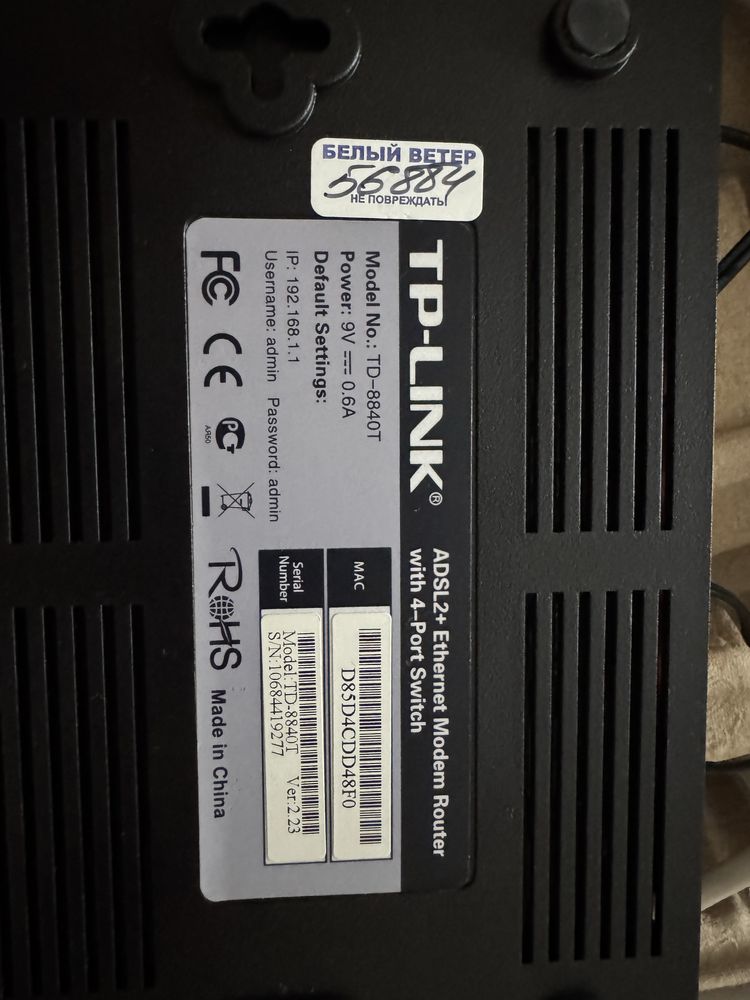 БЕЛЫЙ ВЕТЕР
56884
НЕ ПОВРЕЖДАТЬ
TP-LINK®
ADSL2+ Ethernet Modem Router
with 4-Port Switch
Model No.: TD-8840T
Power: 9V ⎓ 0.6A
Default Settings:
IP: 192.168.1.1
Username: admin Password: admin
MAC
D85D4CDD48F0
Serial
Number
Model:TD-8840T Ver:2.23
S/N:10684419277
FC CE РСТ
АЯ50
RoHS Made in China